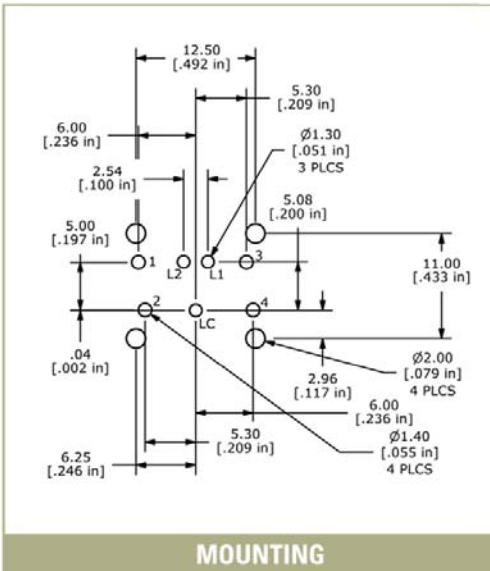 12.50
[.492 in]
5.30
[.209 in]
6.00
[.236 in]
Ø1.30
[.051 in]
3 PLCS
2.54
[.100 in]
5.08
[.200 in]
5.00
[.197 in]
1
L2
L1
3
11.00
[.433 in]
2
LC
4
.04
[.002 in]
2.96
[.117 in]
Ø2.00
[.079 in]
4 PLCS
6.00
[.236 in]
5.30
[.209 in]
Ø1.40
[.055 in]
4 PLCS
6.25
[.246 in]
MOUNTING